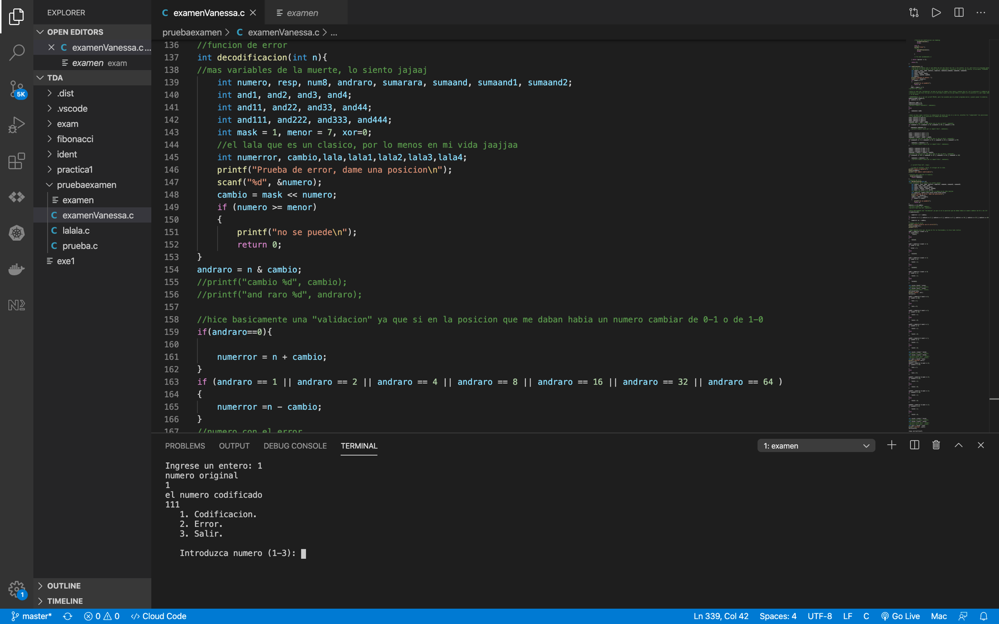 EXPLORER
OPEN EDITORS
examenVanessa.c...
examen exam
TDA
.dist
.vscode
exam
fibonacci
ident
practica1
pruebaexamen
examen
C examenVanessa.c
C lalala.c
C prueba.c
exe1
OUTLINE
TIMELINE
5K
1
C examenVanessa.c
examen
pruebaexamen > C examenVanessa.c > ...
136 //funcion de error
137 int decodificacion(int n){
138 //mas variables de la muerte, lo siento jajaaj
139 int numero, resp, num8, andraro, sumarara, sumaand, sumaand1, sumaand2;
140 int and1, and2, and3, and4;
141 int and11, and22, and33, and44;
142 int and111, and222, and333, and444;
143 int mask = 1, menor = 7, xor=0;
144 //el lala que es un clasico, por lo menos en mi vida jaajjaa
145 int numerror, cambio,lala,lala1,lala2,lala3,lala4;
146 printf("Prueba de error, dame una posicion\n");
147 scanf("%d", &numero);
148 cambio = mask << numero;
149 if (numero >= menor)
150 {
151 printf("no se puede\n");
152 return 0;
153 }
154 andraro = n & cambio;
155 //printf("cambio %d", cambio);
156 //printf("and raro %d", andraro);
157
158 //hice basicamente una "validacion" ya que si en la posicion que me daban habia un numero cambiar de 0-1 o de 1-0
159 if(andraro==0){
160
161 numerror = n + cambio;
162 }
163 if (andraro == 1 || andraro == 2 || andraro == 4 || andraro == 8 || andraro == 16 || andraro == 32 || andraro == 64 )
164 {
165 numerror =n - cambio;
166 }
167 //numero con el error
PROBLEMS OUTPUT DEBUG CONSOLE TERMINAL 1: examen
Ingrese un entero: 1
numero original
1
el numero codificado
111
1. Codificacion.
2. Error.
3. Salir.
Introduzca numero (1-3):
master* 0 0 </> Cloud Code Ln 339, Col 42 Spaces: 4 UTF-8 LF C Go Live Mac